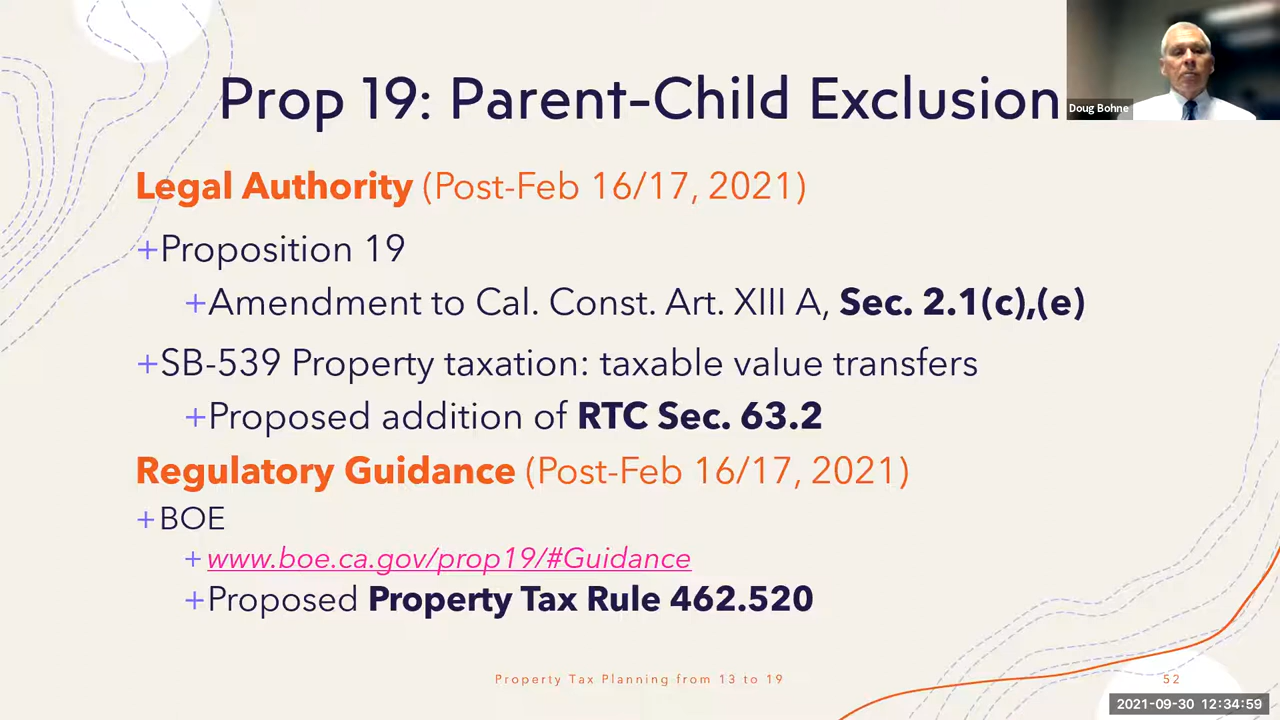 Prop 19: Parent-Child Exclusion
Doug Bohne
Legal Authority (Post-Feb 16/17, 2021)
+Proposition 19
+Amendment to Cal. Const. Art. XIII A, Sec. 2.1(c),(e)
+SB-539 Property taxation: taxable value transfers
+Proposed addition of RTC Sec. 63.2
Regulatory Guidance (Post-Feb 16/17, 2021)
+BOE
+www.boe.ca.gov/prop19/#Guidance
+Proposed Property Tax Rule 462.520
Property Tax Planning from 13 to 19
52
2021-09-30 12:34:59